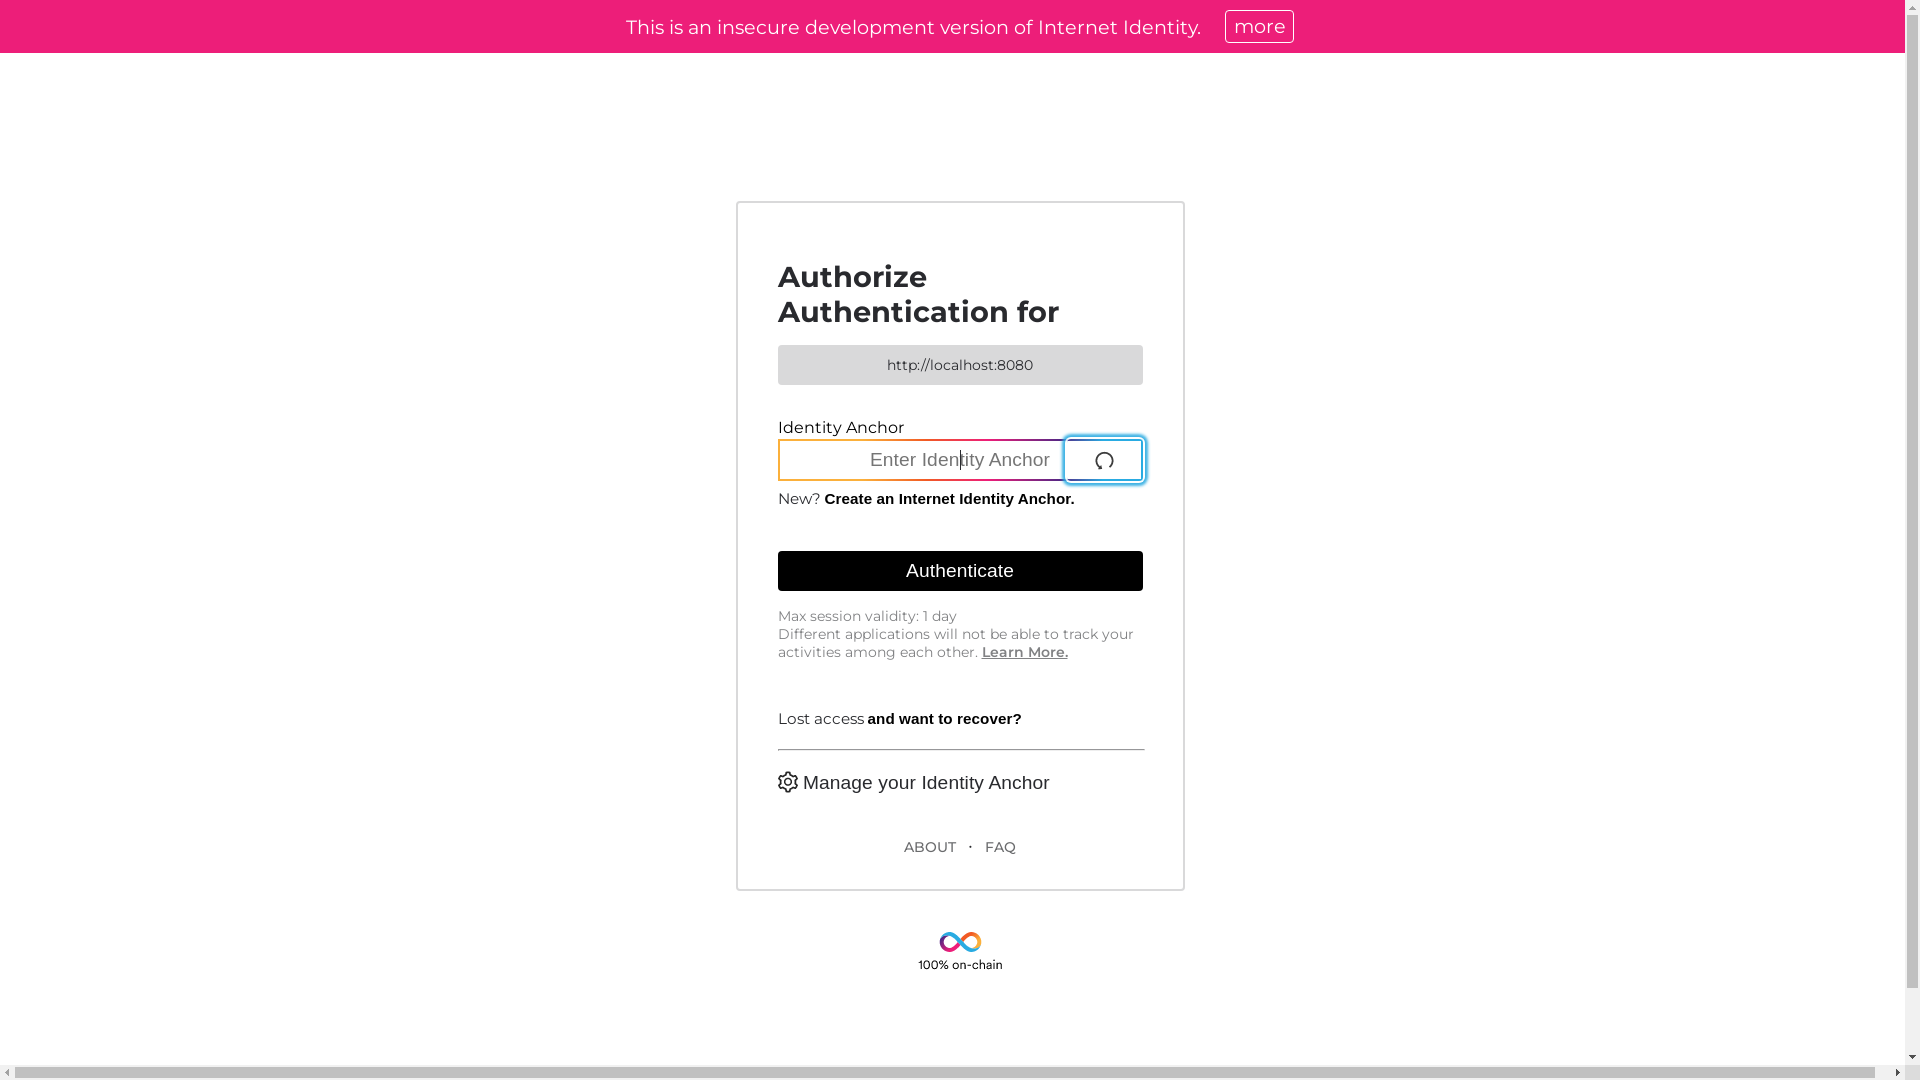 This is an insecure development version of Internet Identity. more
Authorize
Authentication for
http://localhost:8080
Identity Anchor
Enter Identity Anchor
New? Create an Internet Identity Anchor.
Authenticate
Max session validity: 1 day
Different applications will not be able to track your
activities among each other. Learn More.
Lost access and want to recover?
Manage your Identity Anchor
ABOUT · FAQ
100% on-chain